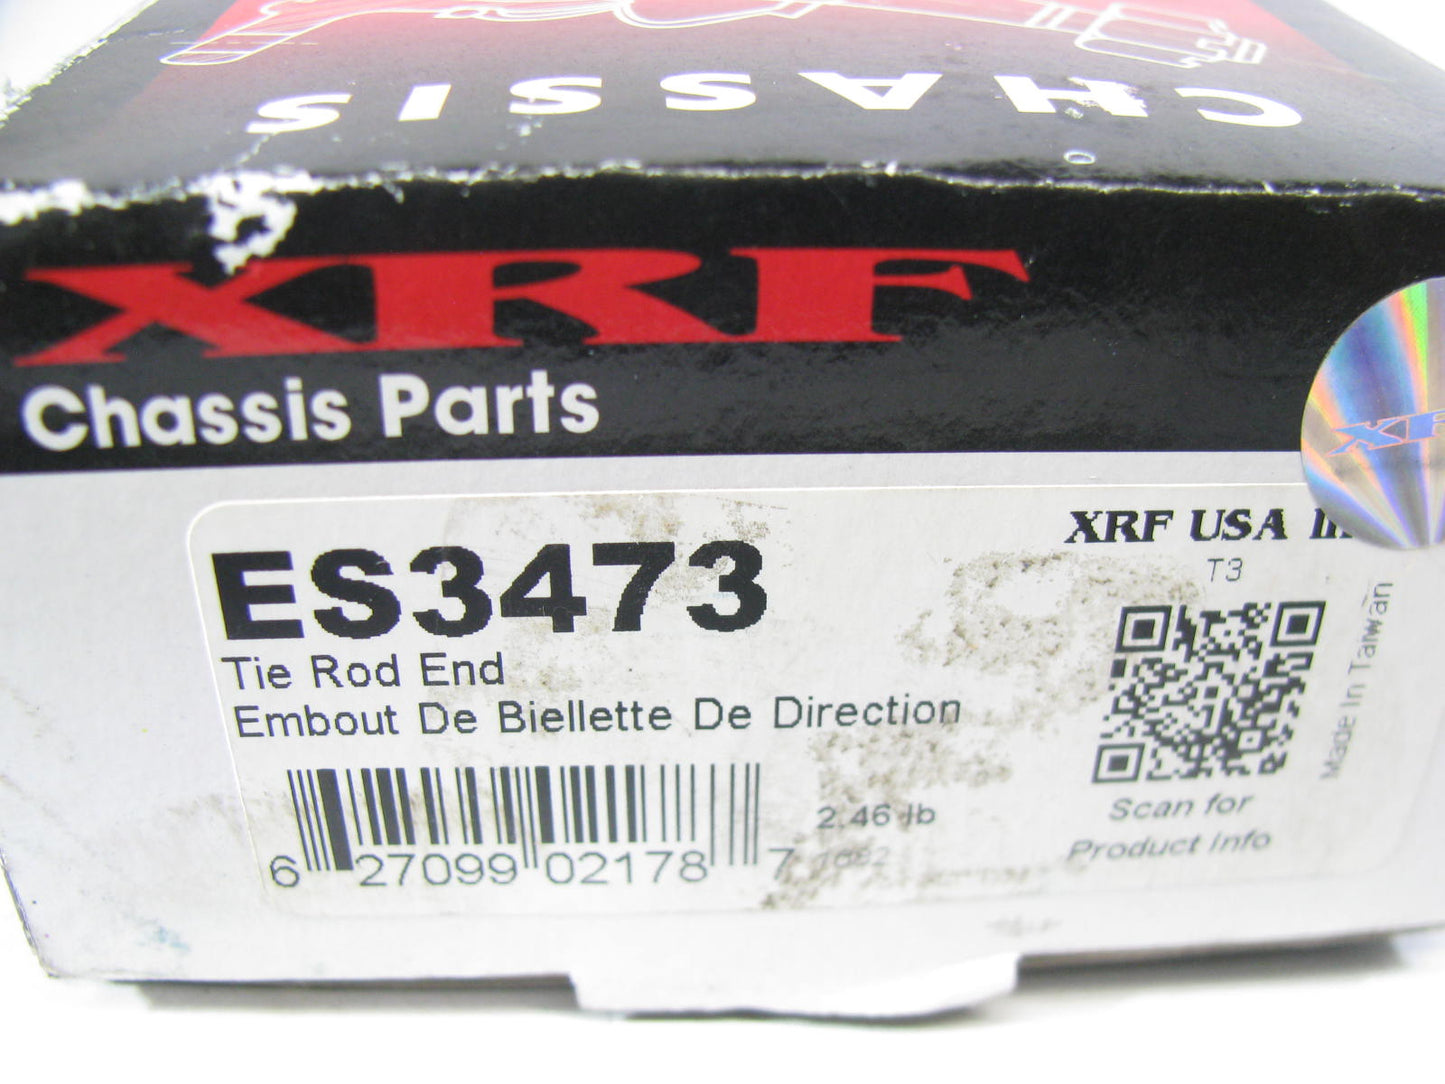 CHASSIS
XRF
Chassis Parts
XRF
XRF USA
T3
ES3473
Tie Rod End
Embout De Biellette De Direction
Made In Taiwan
6 27099 02178 7
2.46 lb
Scan for
Product Info